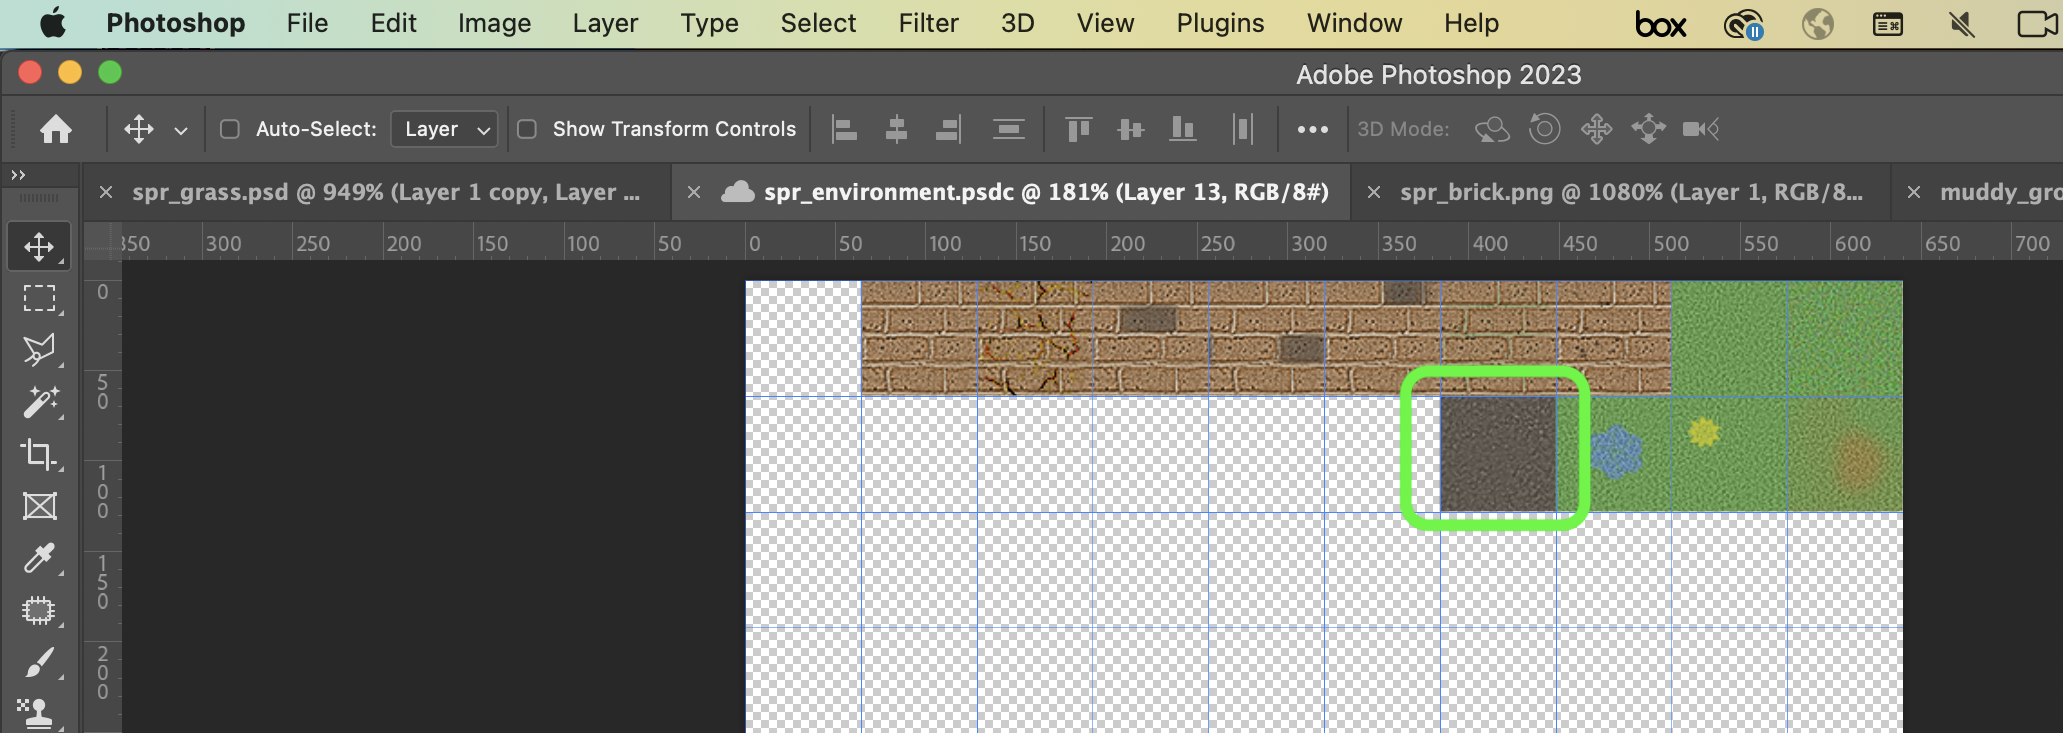 Photoshop File Edit Image Layer Type Select Filter 3D View Plugins Window Help box
Adobe Photoshop 2023
Auto-Select: Layer Show Transform Controls 3D Mode:
spr_grass.psd @ 949% (Layer 1 copy, Layer ... spr_environment.psdc @ 181% (Layer 13, RGB/8#) spr_brick.png @ 1080% (Layer 1, RGB/8... muddy_gro
350 300 250 200 150 100 50 0 50 100 150 200 250 300 350 400 450 500 550 600 650 700
0
50
100
150
200